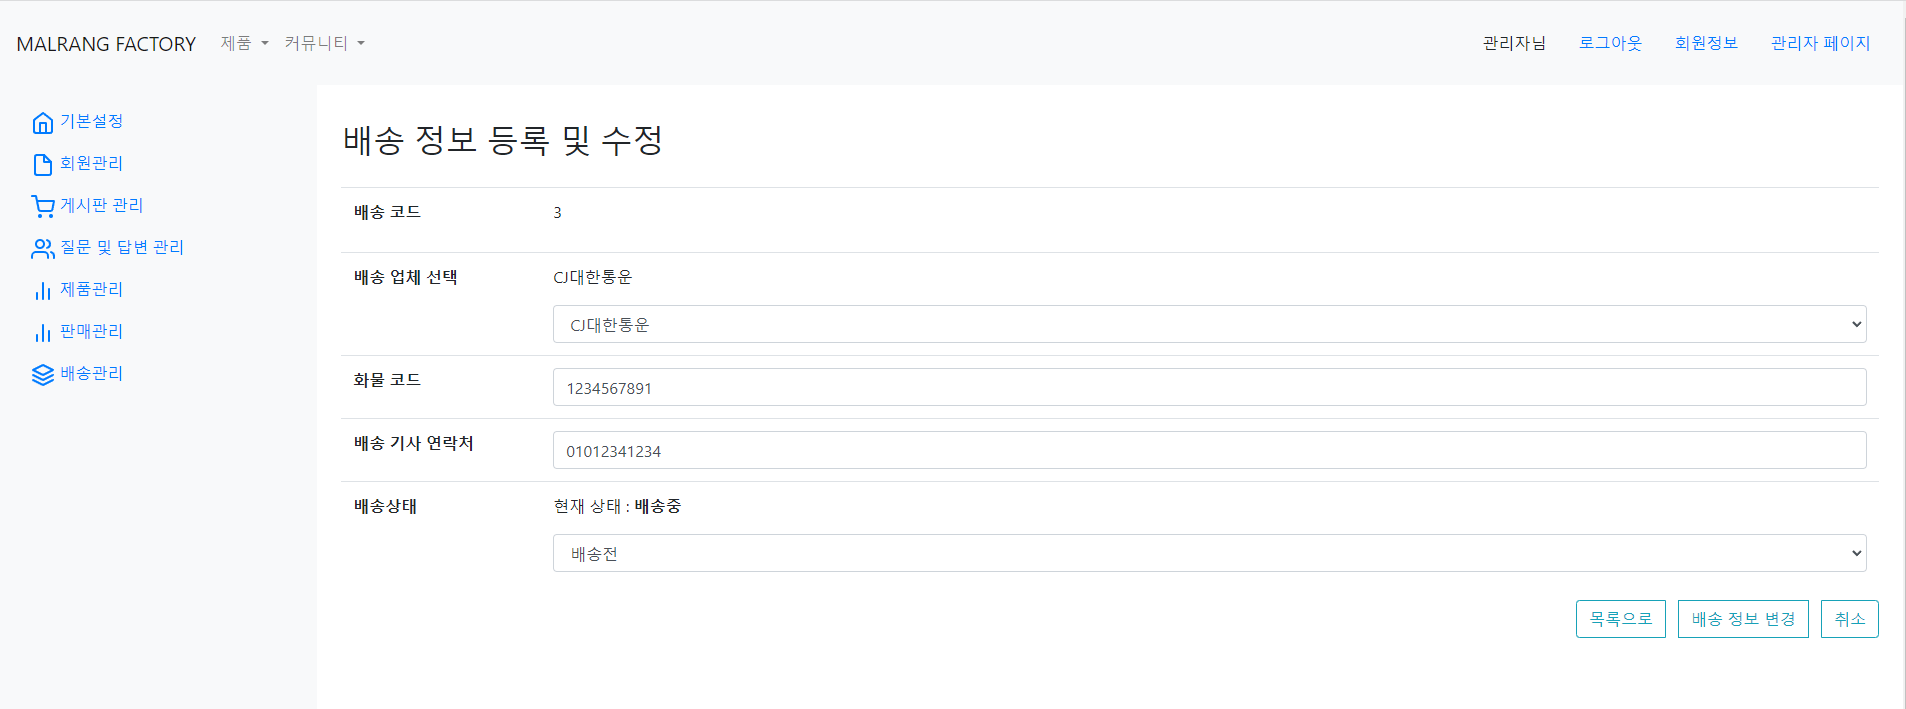 MALRANG FACTORY 제품 커뮤니티 관리자님 로그아웃 회원정보 관리자 페이지
기본설정
회원관리
게시판 관리
질문 및 답변 관리
제품관리
판매관리
배송관리
배송 정보 등록 및 수정
배송 코드 3
배송 업체 선택 CJ대한통운
CJ대한통운
화물 코드 1234567891
배송 기사 연락처 01012341234
배송상태 현재 상태 : 배송중
배송전
목록으로 배송 정보 변경 취소